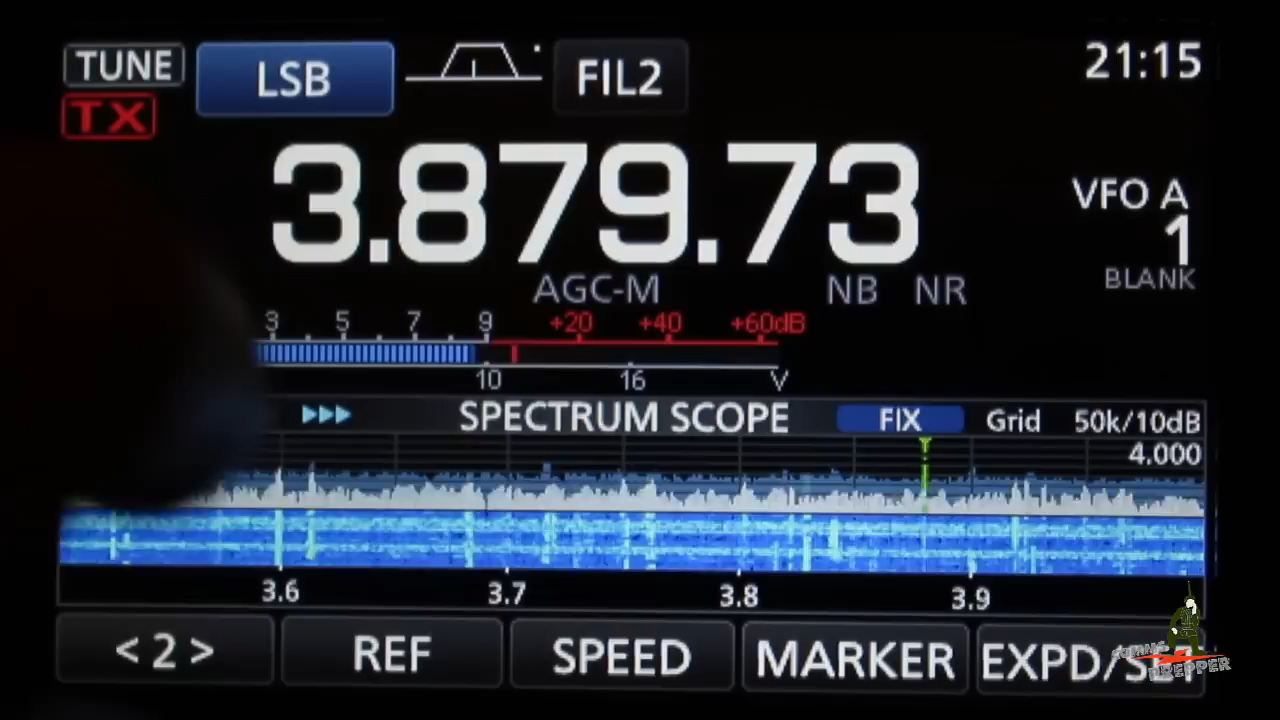 TUNE LSB FIL2 21:15
TX
3.879.73
VFO A
1
AGC-M NB NR BLANK
3 5 7 9 +20 +40 +60dB
10 16 V
SPECTRUM SCOPE FIX Grid 50k/10dB
4.000
3.6 3.7 3.8 3.9
< 2 > REF SPEED MARKER EXPD/SET
PREPPER